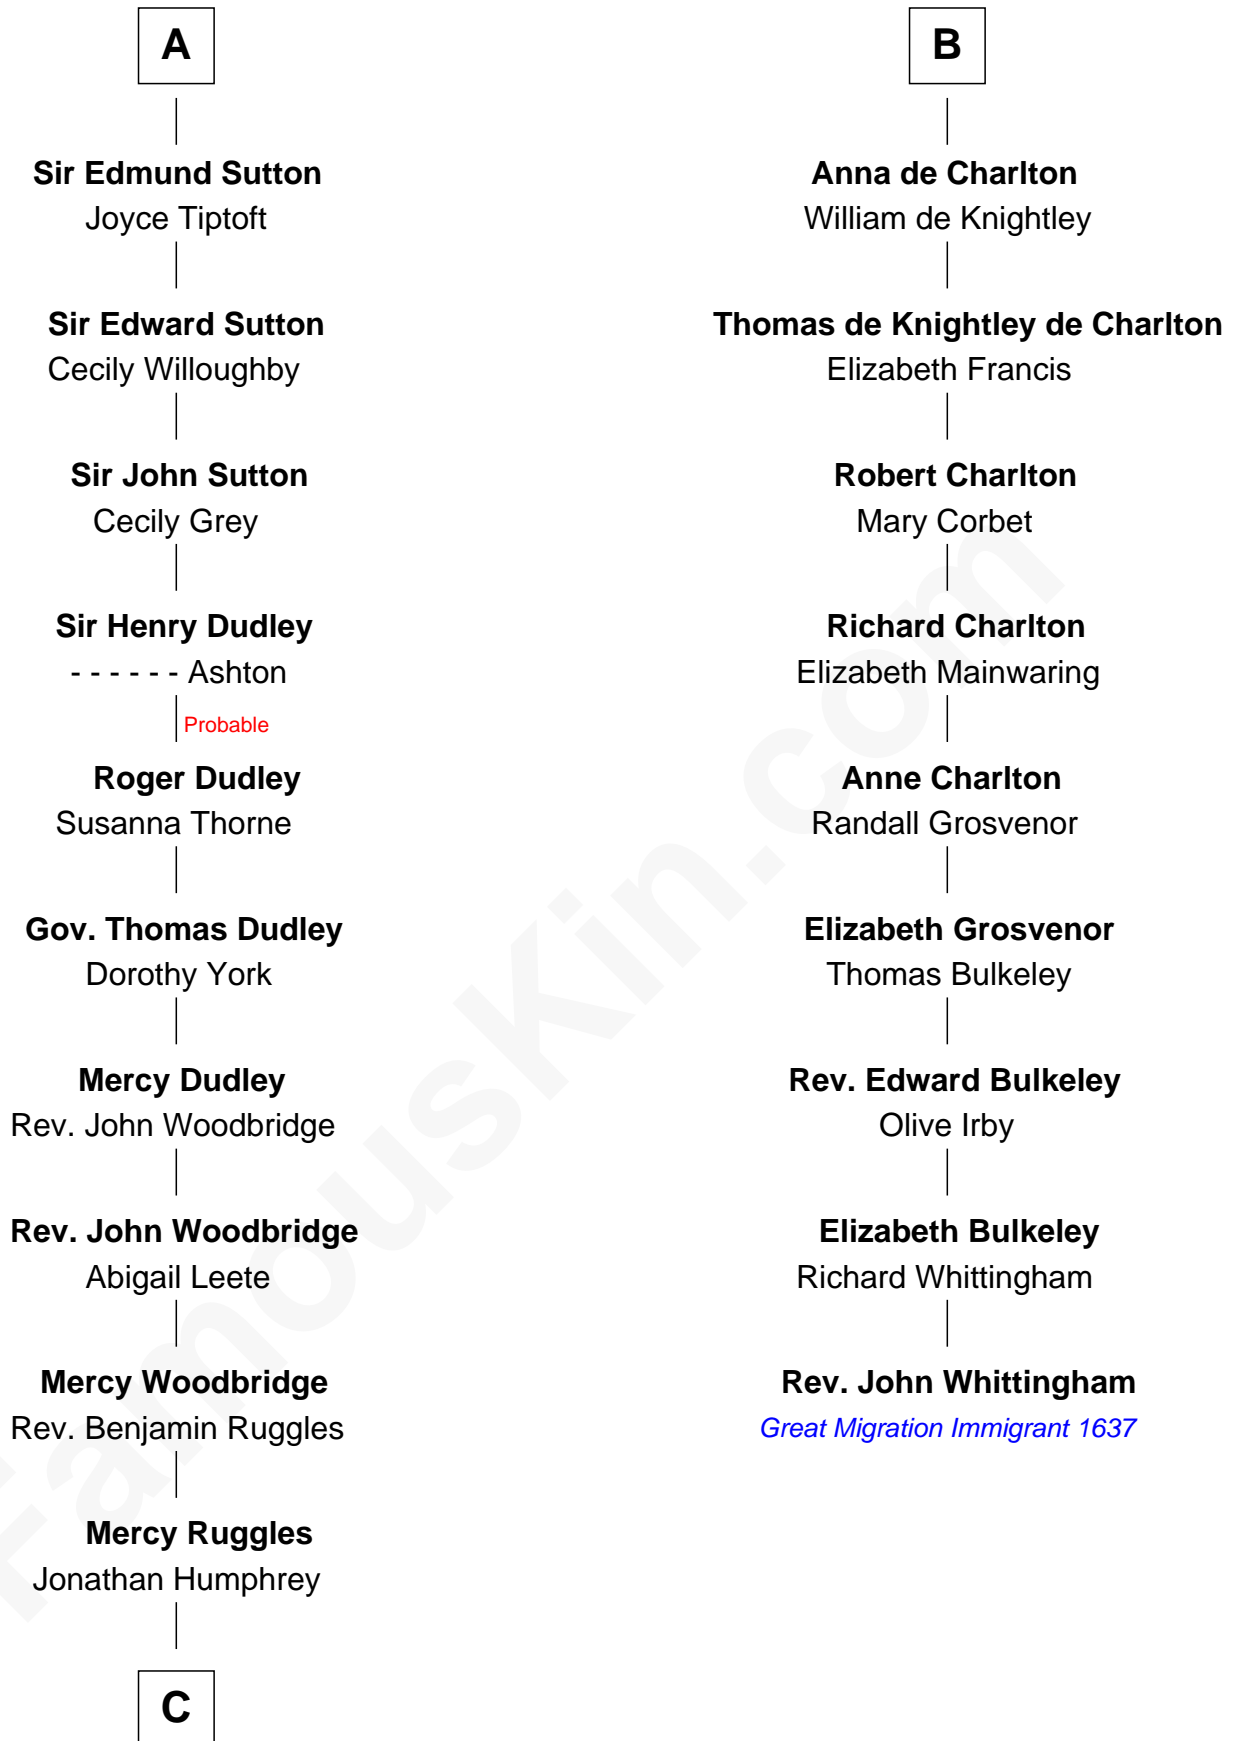 A
Sir Edmund Sutton
Joyce Tiptoft
Sir Edward Sutton
Cecily Willoughby
Sir John Sutton
Cecily Grey
Sir Henry Dudley
- - - - - - Ashton
Probable
Roger Dudley
Susanna Thorne
Gov. Thomas Dudley
Dorothy York
Mercy Dudley
Rev. John Woodbridge
Rev. John Woodbridge
Abigail Leete
Mercy Woodbridge
Rev. Benjamin Ruggles
Mercy Ruggles
Jonathan Humphrey
C
B
Anna de Charlton
William de Knightley
Thomas de Knightley de Charlton
Elizabeth Francis
Robert Charlton
Mary Corbet
Richard Charlton
Elizabeth Mainwaring
Anne Charlton
Randall Grosvenor
Elizabeth Grosvenor
Thomas Bulkeley
Rev. Edward Bulkeley
Olive Irby
Elizabeth Bulkeley
Richard Whittingham
Rev. John Whittingham
Great Migration Immigrant 1637
FamousKin.com